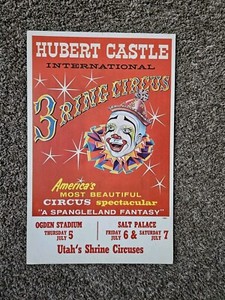 HUBERT CASTLE
INTERNATIONAL
3 RING CIRCUS
America's
MOST BEAUTIFUL
CIRCUS spectacular
"A SPANGLELAND FANTASY"
OGDEN STADIUM
THURSDAY
JULY 5
SALT PALACE
FRIDAY JULY 6 & SATURDAY JULY 7
Utah's Shrine Circuses